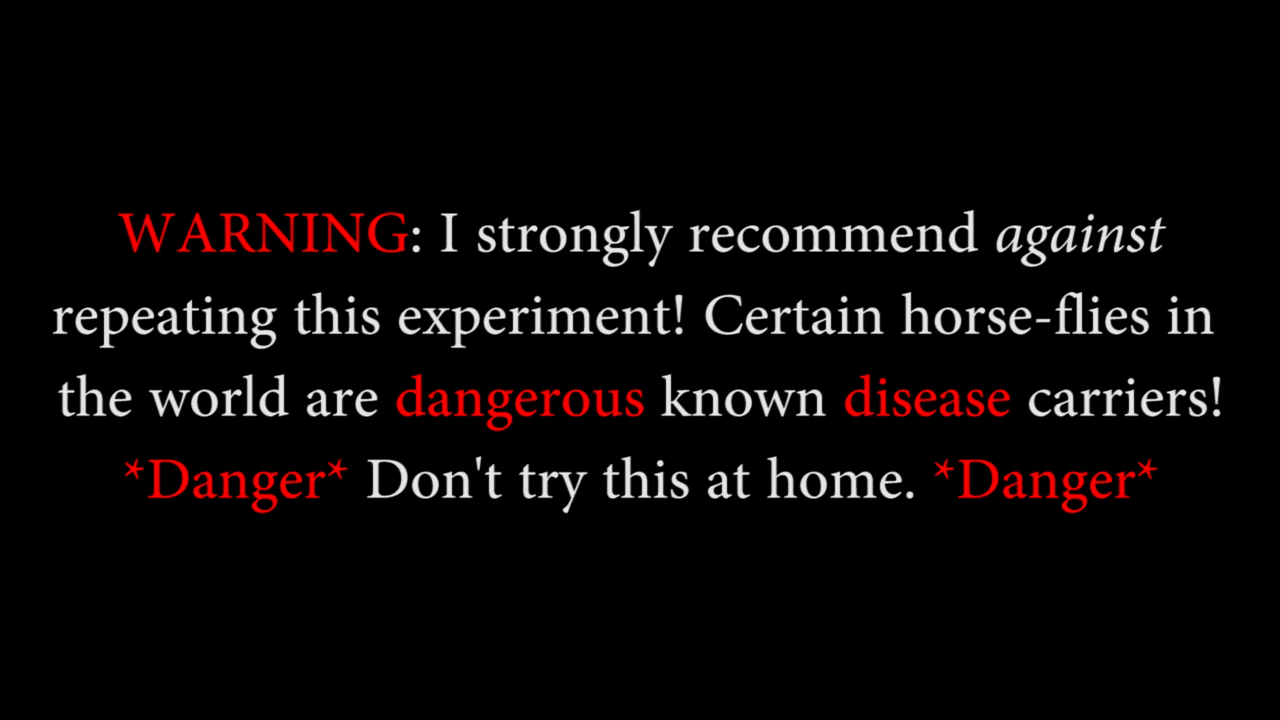 WARNING: I strongly recommend against
repeating this experiment! Certain horse-flies in
the world are dangerous known disease carriers!
*Danger* Don't try this at home. *Danger*